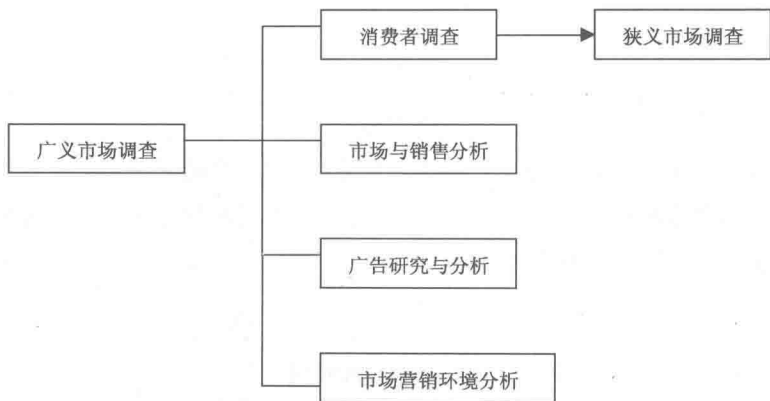 消费者调查
狭义市场调查
广义市场调查
市场与销售分析
广告研究与分析
市场营销环境分析